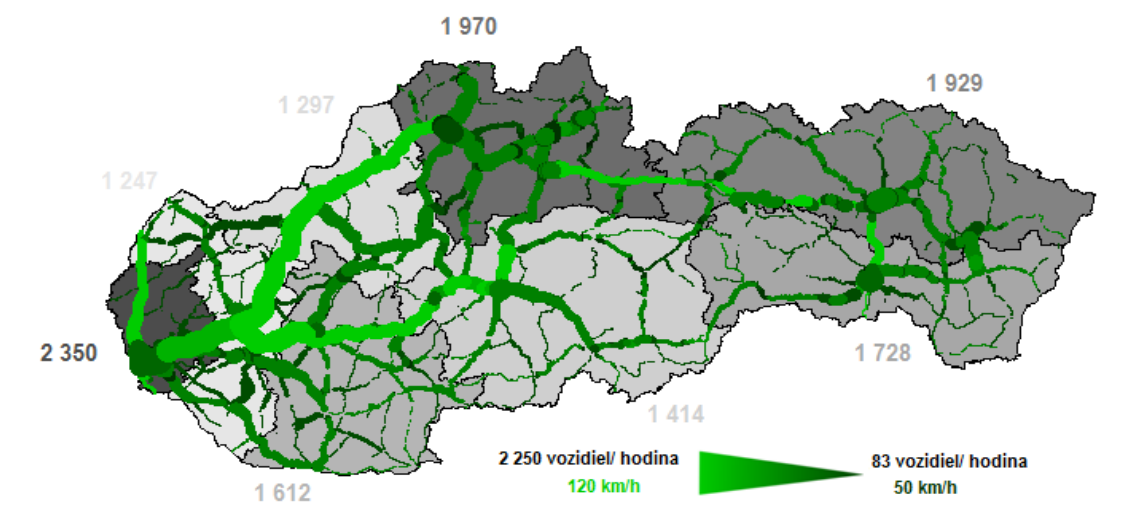 1 970
1 929
1 297
1 247
2 350
1 728
1 414
1 612
2 250 vozidiel/ hodina
120 km/h
83 vozidiel/ hodina
50 km/h